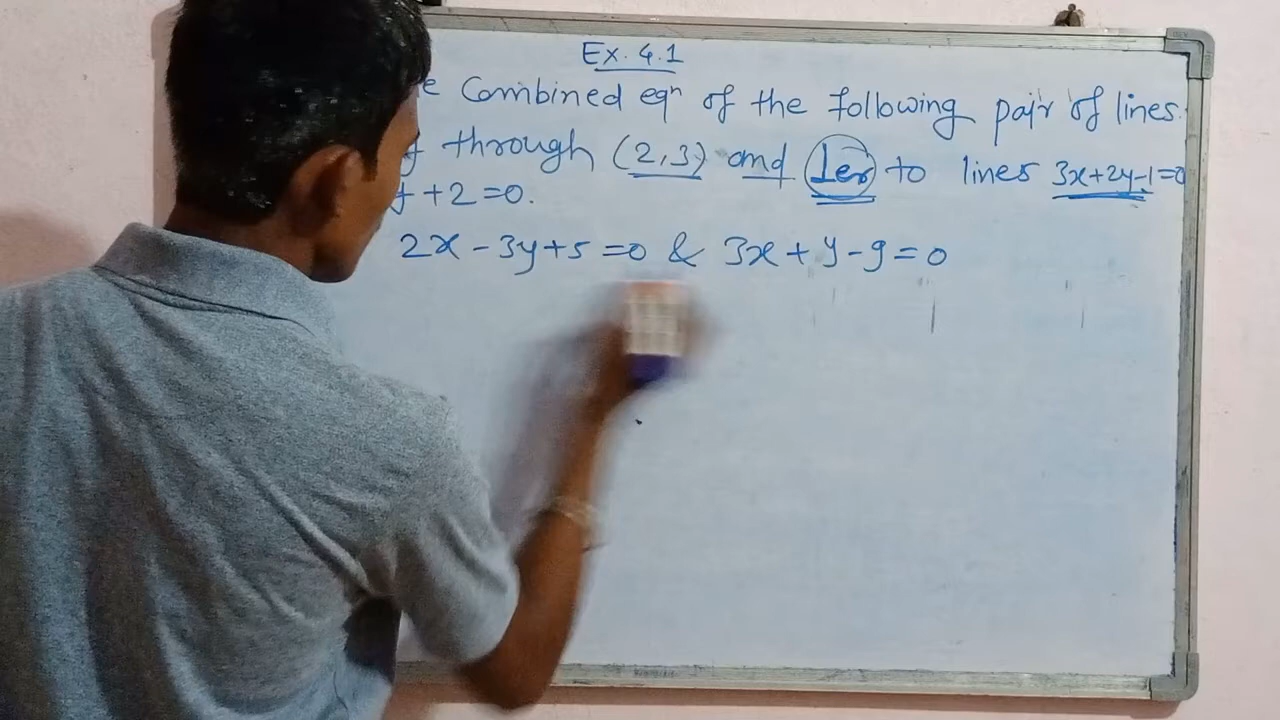 Ex. 4.1
e Combined eqⁿ of the following pair of lines.
through (2,3) and ⊥er to lines 3x+2y-1=0
+2=0.
2x-3y+5=0 & 3x+y-9=0